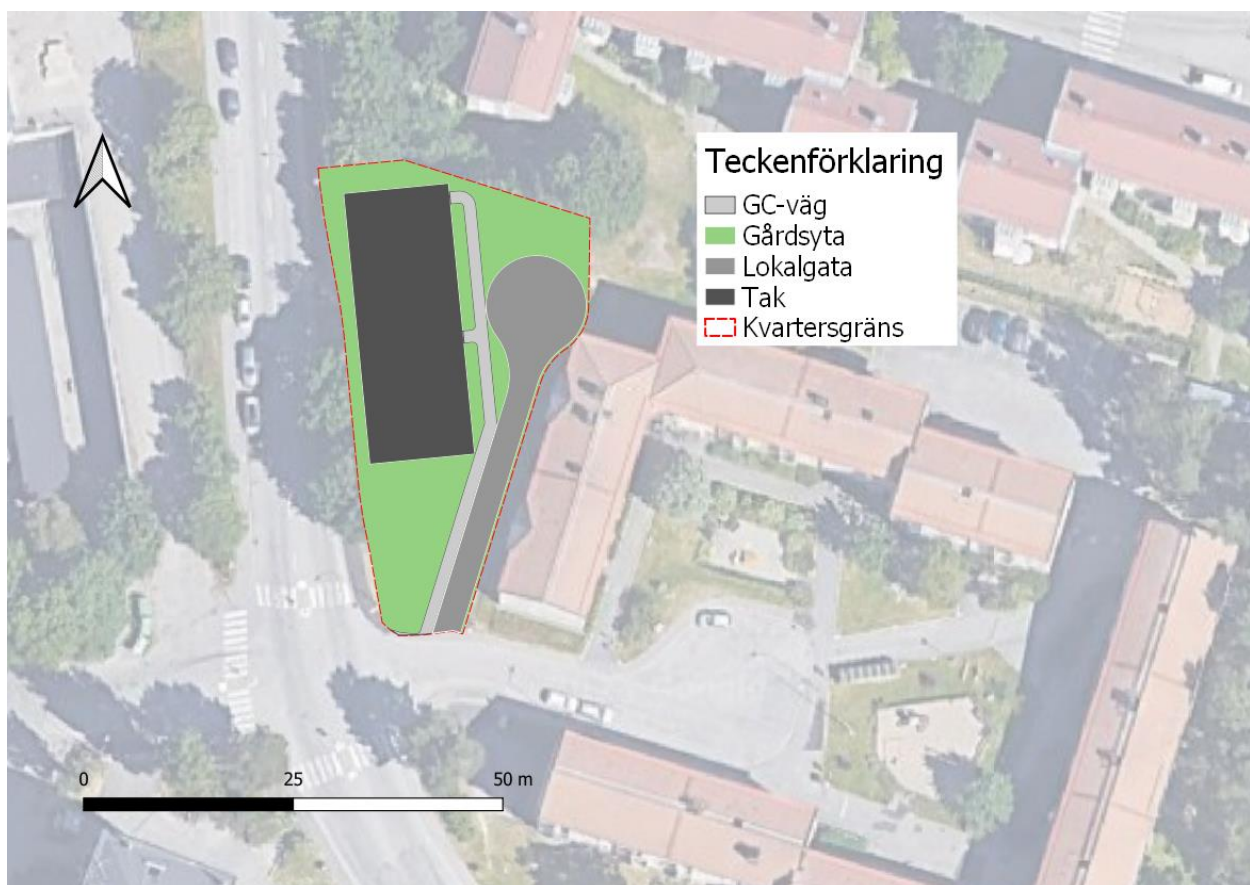 Teckenförklaring
GC-väg
Gårdsyta
Lokalgata
Tak
Kvartersgräns
0 25 50 m